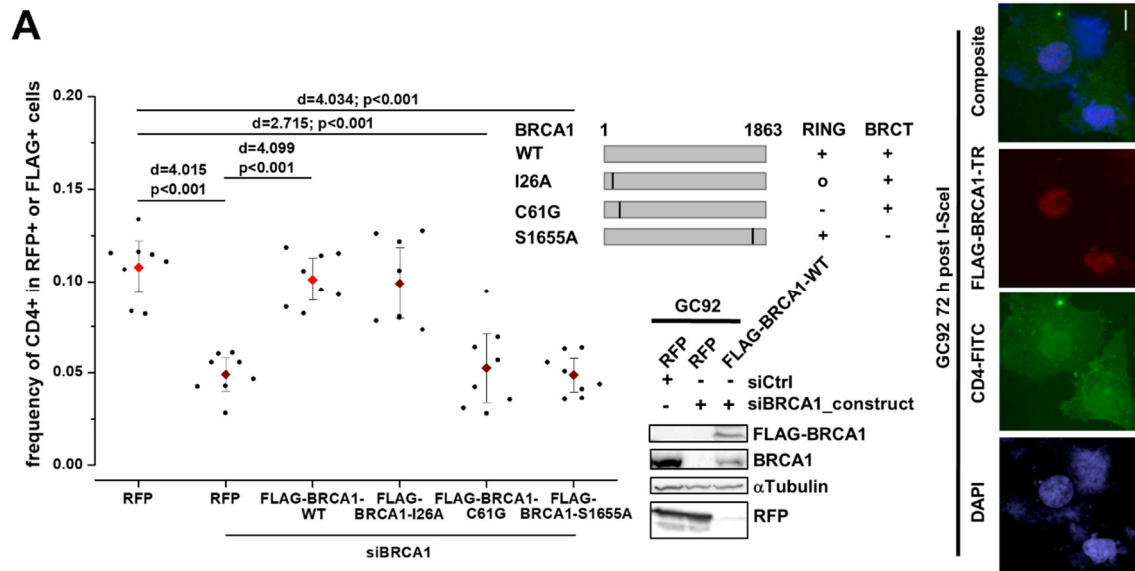 A
frequency of CD4+ in RFP+ or FLAG+ cells
0.20
0.15
0.10
0.05
0.00
d=4.034; p<0.001
d=2.715; p<0.001
d=4.099
p<0.001
d=4.015
p<0.001
RFP
RFP
FLAG-BRCA1-
WT
FLAG-
BRCA1-I26A
FLAG-BRCA1-
C61G
FLAG-
BRCA1-S1655A
siBRCA1
BRCA1 1 1863 RING BRCT
WT + +
I26A o +
C61G - +
S1655A + -
GC92
RFP
RFP
FLAG-BRCA1-WT
+ - - siCtrl
- + + siBRCA1_construct
FLAG-BRCA1
BRCA1
αTubulin
RFP
GC92 72 h post I-SceI
Composite
FLAG-BRCA1-TR
CD4-FITC
DAPI